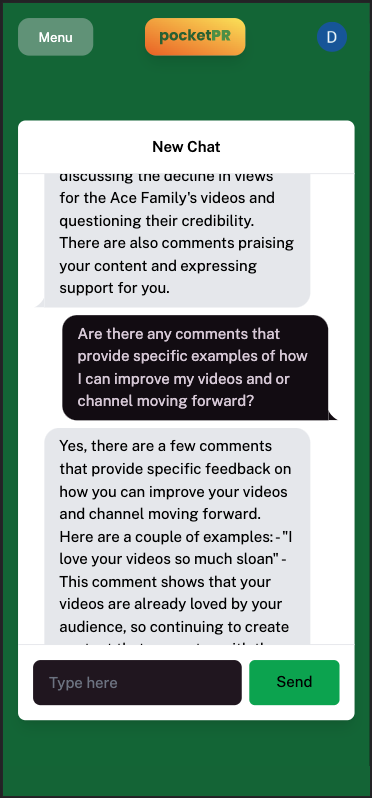 Menu
pocketPR
D
New Chat
discussing the decline in views
for the Ace Family's videos and
questioning their credibility.
There are also comments praising
your content and expressing
support for you.
Are there any comments that
provide specific examples of how
I can improve my videos and or
channel moving forward?
Yes, there are a few comments
that provide specific feedback on
how you can improve your videos
and channel moving forward.
Here are a couple of examples: - "I
love your videos so much sloan" -
This comment shows that your
videos are already loved by your
audience, so continuing to create
Type here
Send